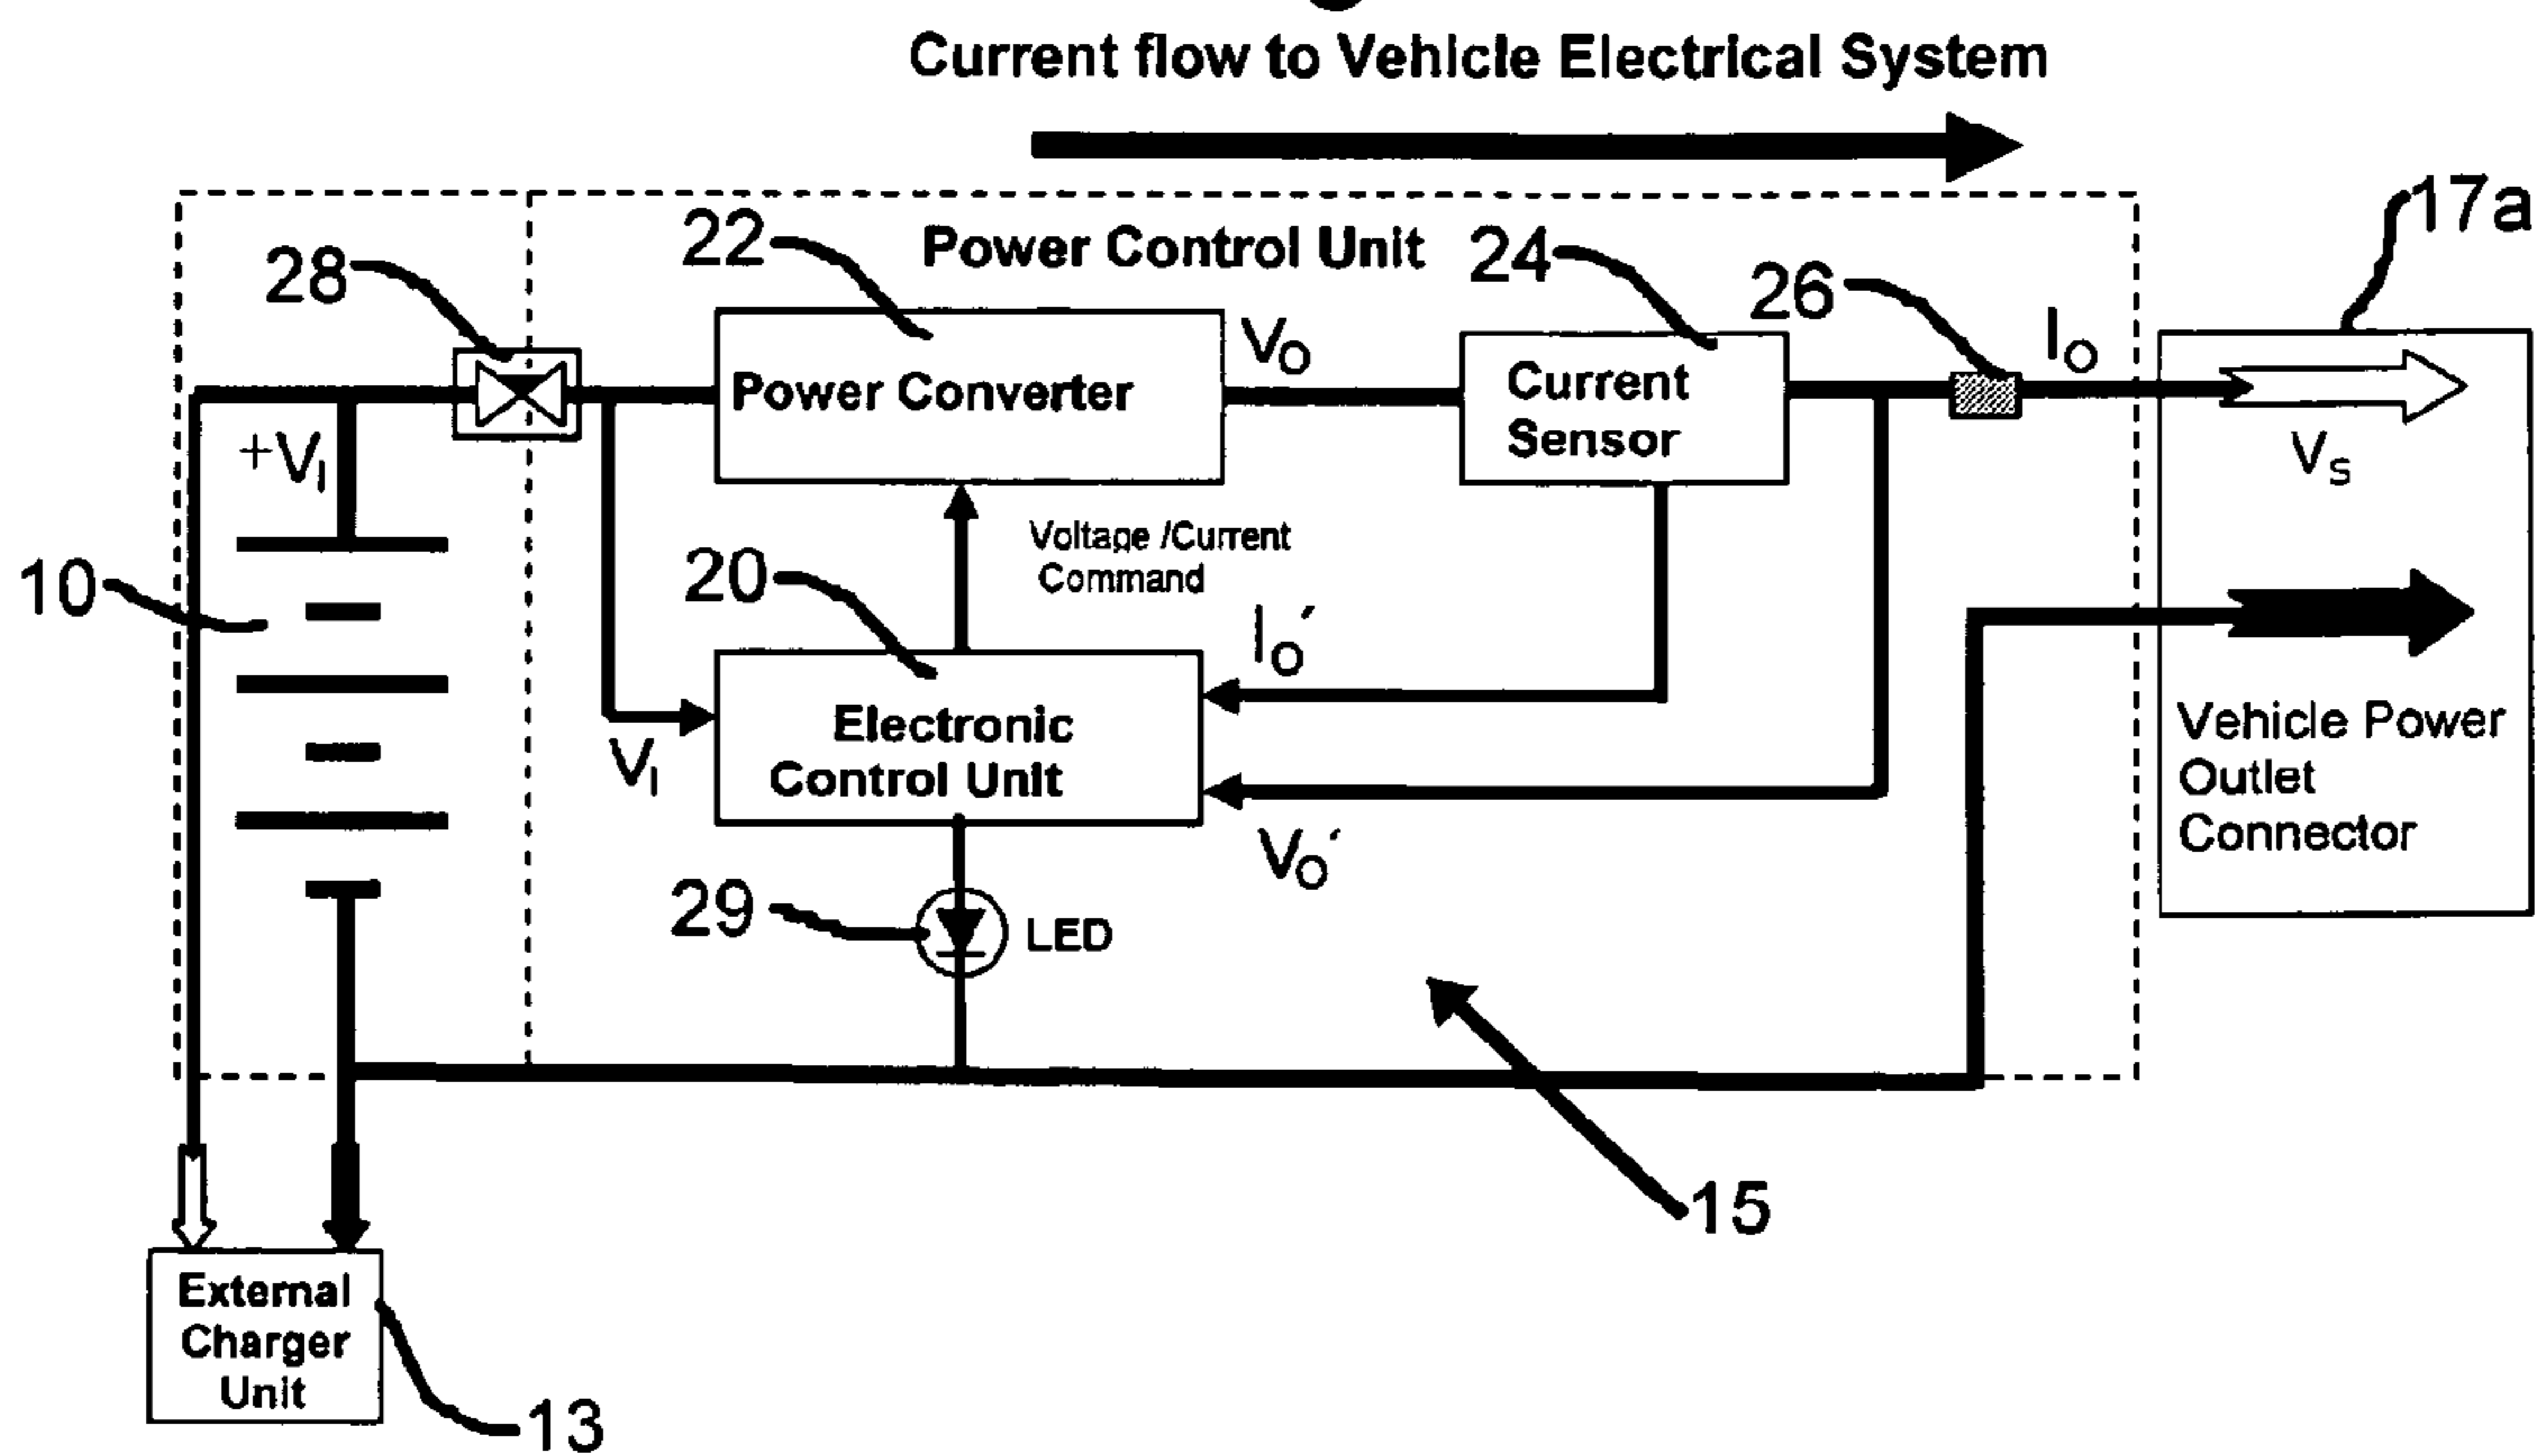 Current flow to Vehicle Electrical System
17a
28
22
Power Control Unit
24
26
Power Converter
VO
Current
Sensor
IO
VS
+VI
10
Voltage /Current
Command
20
IO′
Electronic
Control Unit
VI
VO′
Vehicle Power
Outlet
Connector
29
LED
15
External
Charger
Unit
13